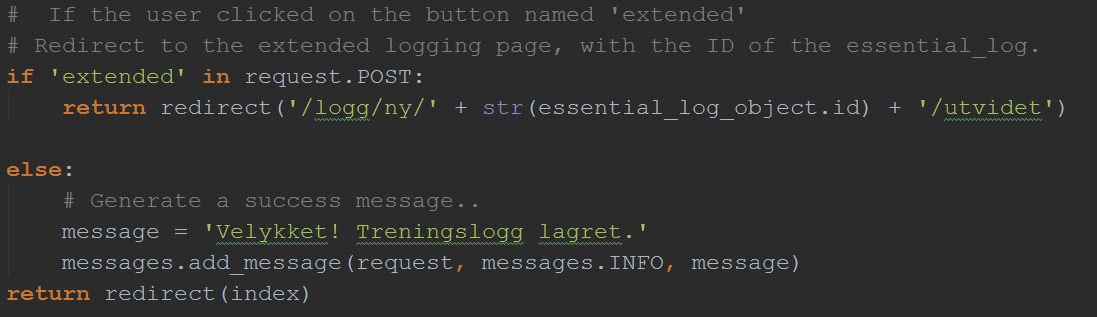 #  If the user clicked on the button named 'extended'
# Redirect to the extended logging page, with the ID of the essential_log.
if 'extended' in request.POST:
    return redirect('/logg/ny/' + str(essential_log_object.id) + '/utvidet')

else:
    # Generate a success message..
    message = 'Velykket! Treningslogg lagret.'
    messages.add_message(request, messages.INFO, message)
return redirect(index)